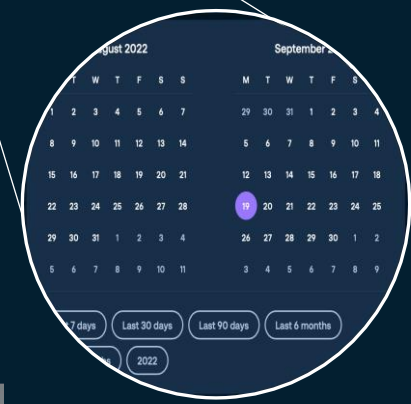 2022 September
T W T F S S M T W T F S
1 2 3 4 5 6 7 29 30 31 1 2 3 4
8 9 10 11 12 13 14 5 6 7 8 9 10 11
15 16 17 18 19 20 21 12 13 14 15 16 17 18
22 23 24 25 26 27 28 19 20 21 22 23 24 25
29 30 31 1 2 3 4 26 27 28 29 30 1 2
5 6 7 8 9 10 11 3 4 5 6 7 8 9
7 days Last 30 days Last 90 days Last 6 months
2022